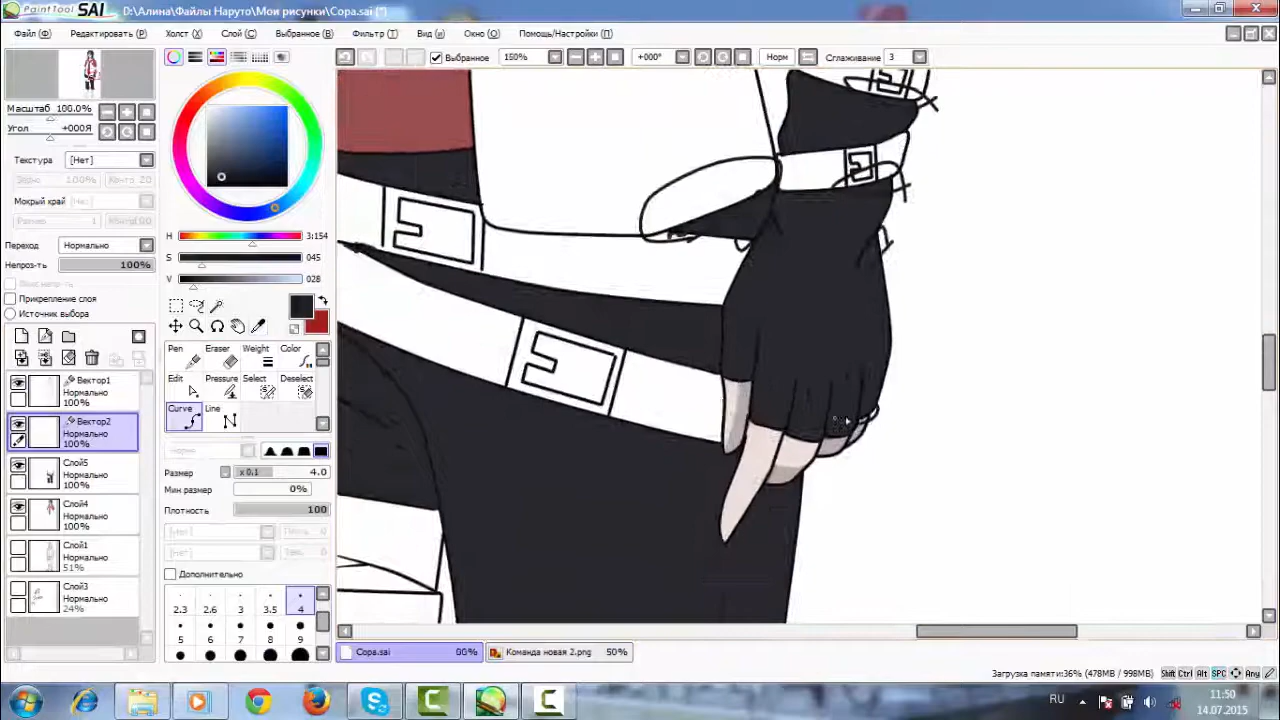 PaintTool SAI D:\Алина\Файлы Наруто\Мои рисунки\Сора.sai (*)
Файл (F) Редактировать (P) Холст (X) Слой (C) Выбранное (B) Фильтр (T) Вид (и) Окно (O) Помощь/Настройки (П)
Выбранное 150% +000° Норм Сглаживание 3
Масштаб 100.0%
Угол +000Я
Текстура [Нет]
Мокрый край
Переход Нормально
Непроз-ть 100%
Прикрепление слоя
Источник выбора
H 3:154
S 045
V 028
Вектор1
Нормально
100%
Вектор2
Нормально
100%
Слой5
Нормально
100%
Слой4
Нормально
100%
Слой1
Нормально
51%
Слой3
Нормально
24%
Pen Eraser Weight Color
Edit Pressure Select Deselect
Curve Line
Размер x 0.1 4.0
Мин размер 0%
Плотность 100
Дополнительно
2.3 2.6 3 3.5 4
5 6 7 8 9
Сора.sai 00%
Команда новая 2.png 50%
Загрузка памяти:36% (478MB / 998MB)
Shift Ctrl Alt SPC Any
RU
11:50
14.07.2015